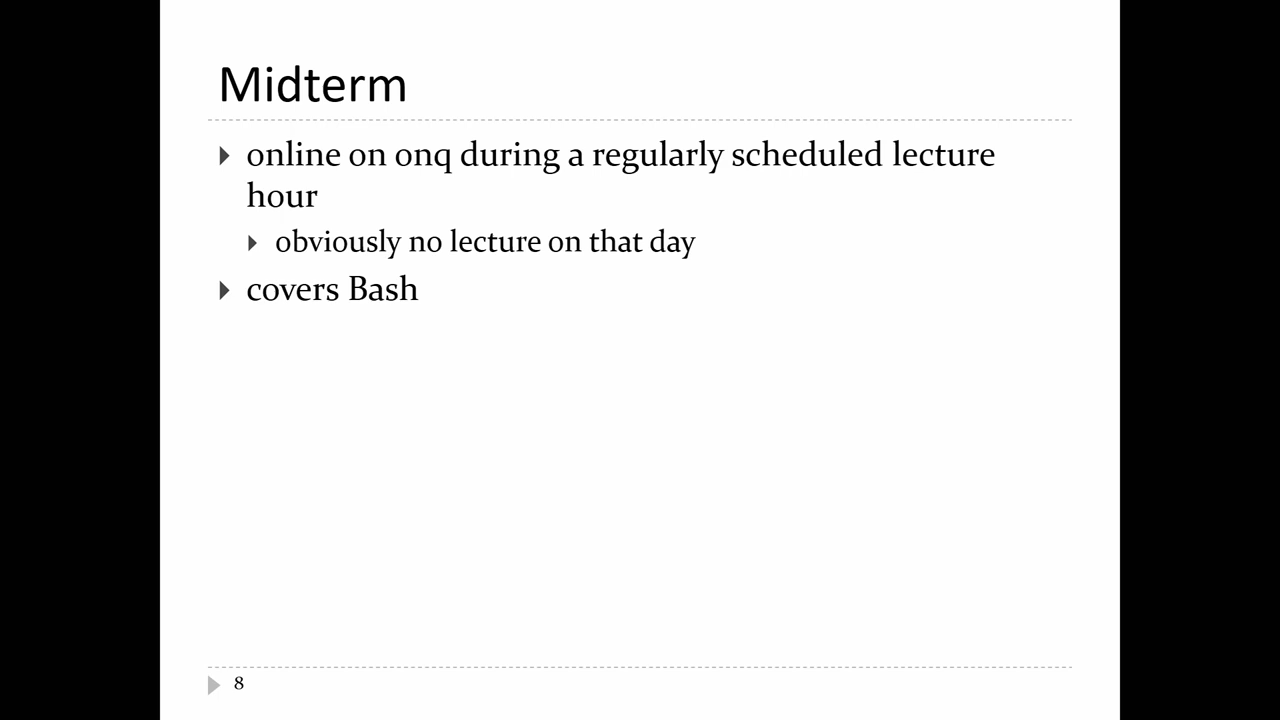 Midterm
online on onq during a regularly scheduled lecture
hour
obviously no lecture on that day
covers Bash
8